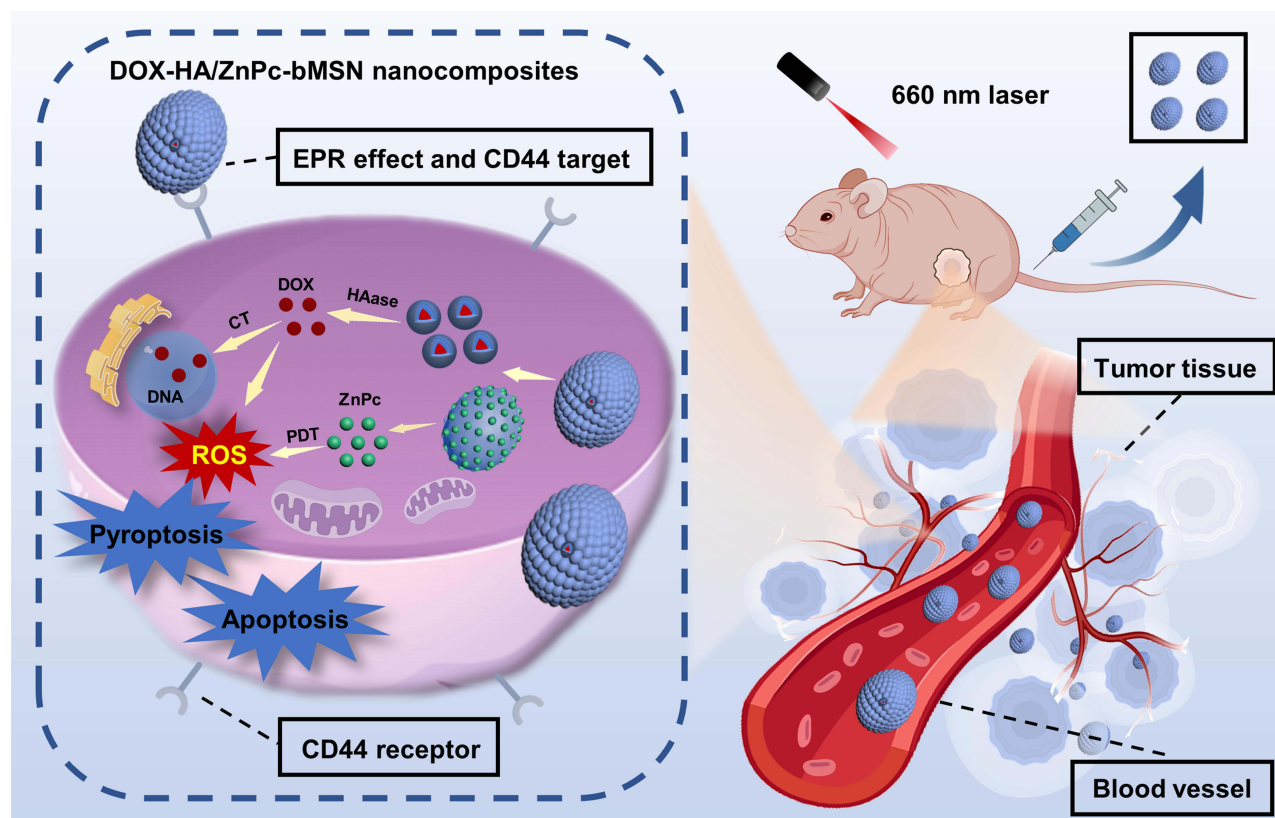 DOX-HA/ZnPc-bMSN nanocomposites
EPR effect and CD44 target
DOX
HAase
CT
DNA
ZnPc
PDT
ROS
Pyroptosis
Apoptosis
CD44 receptor
660 nm laser
Tumor tissue
Blood vessel